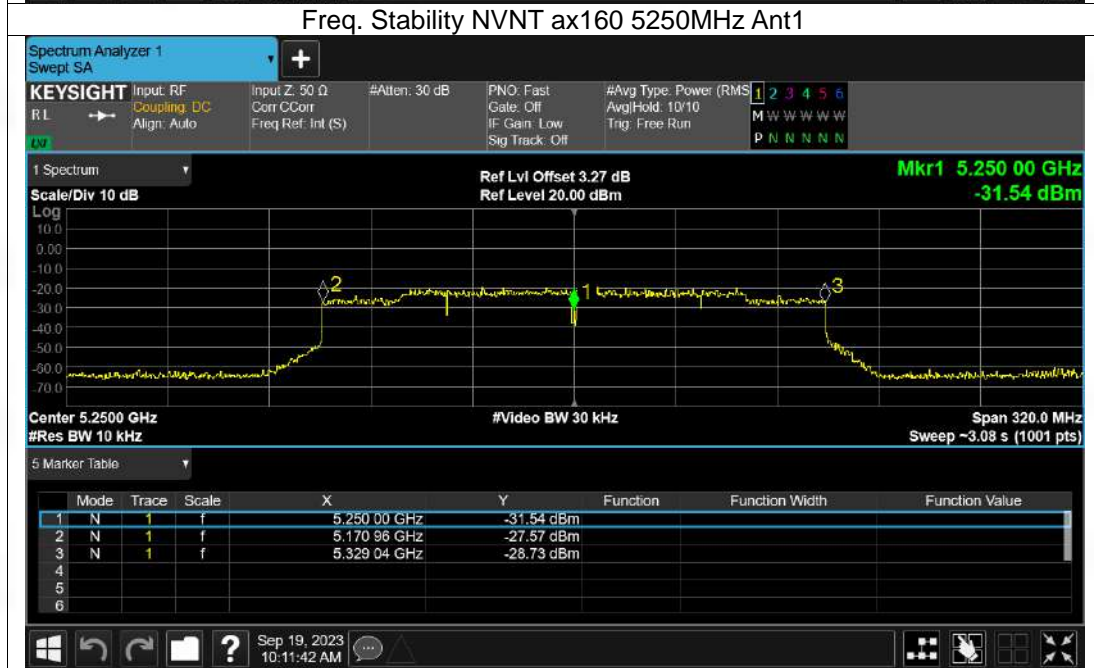 Freq. Stability NVNT ax160 5250MHz Ant1
Spectrum Analyzer 1
Swept SA
+
KEYSIGHT Input: RF Input Z: 50 Ω #Atten: 30 dB PNO: Fast #Avg Type: Power (RMS 1 2 3 4 5 6
RL Coupling: DC Corr CCorr Gate: Off Avg|Hold: 10/10 M W W W W W
Align: Auto Freq Ref: Int (S) IF Gain: Low Trig: Free Run
Sig Track: Off P N N N N N
1 Spectrum Ref Lvl Offset 3.27 dB Mkr1 5.250 00 GHz
Scale/Div 10 dB Ref Level 20.00 dBm -31.54 dBm
Log
10.0
0.00
-10.0
-20.0
-30.0
-40.0
-50.0
-60.0
-70.0
2
1
3
Center 5.2500 GHz #Video BW 30 kHz Span 320.0 MHz
#Res BW 10 kHz Sweep ~3.08 s (1001 pts)
5 Marker Table
Mode Trace Scale X Y Function Function Width Function Value
1 N 1 f 5.250 00 GHz -31.54 dBm
2 N 1 f 5.170 96 GHz -27.57 dBm
3 N 1 f 5.329 04 GHz -28.73 dBm
4
5
6
? Sep 19, 2023
10:11:42 AM